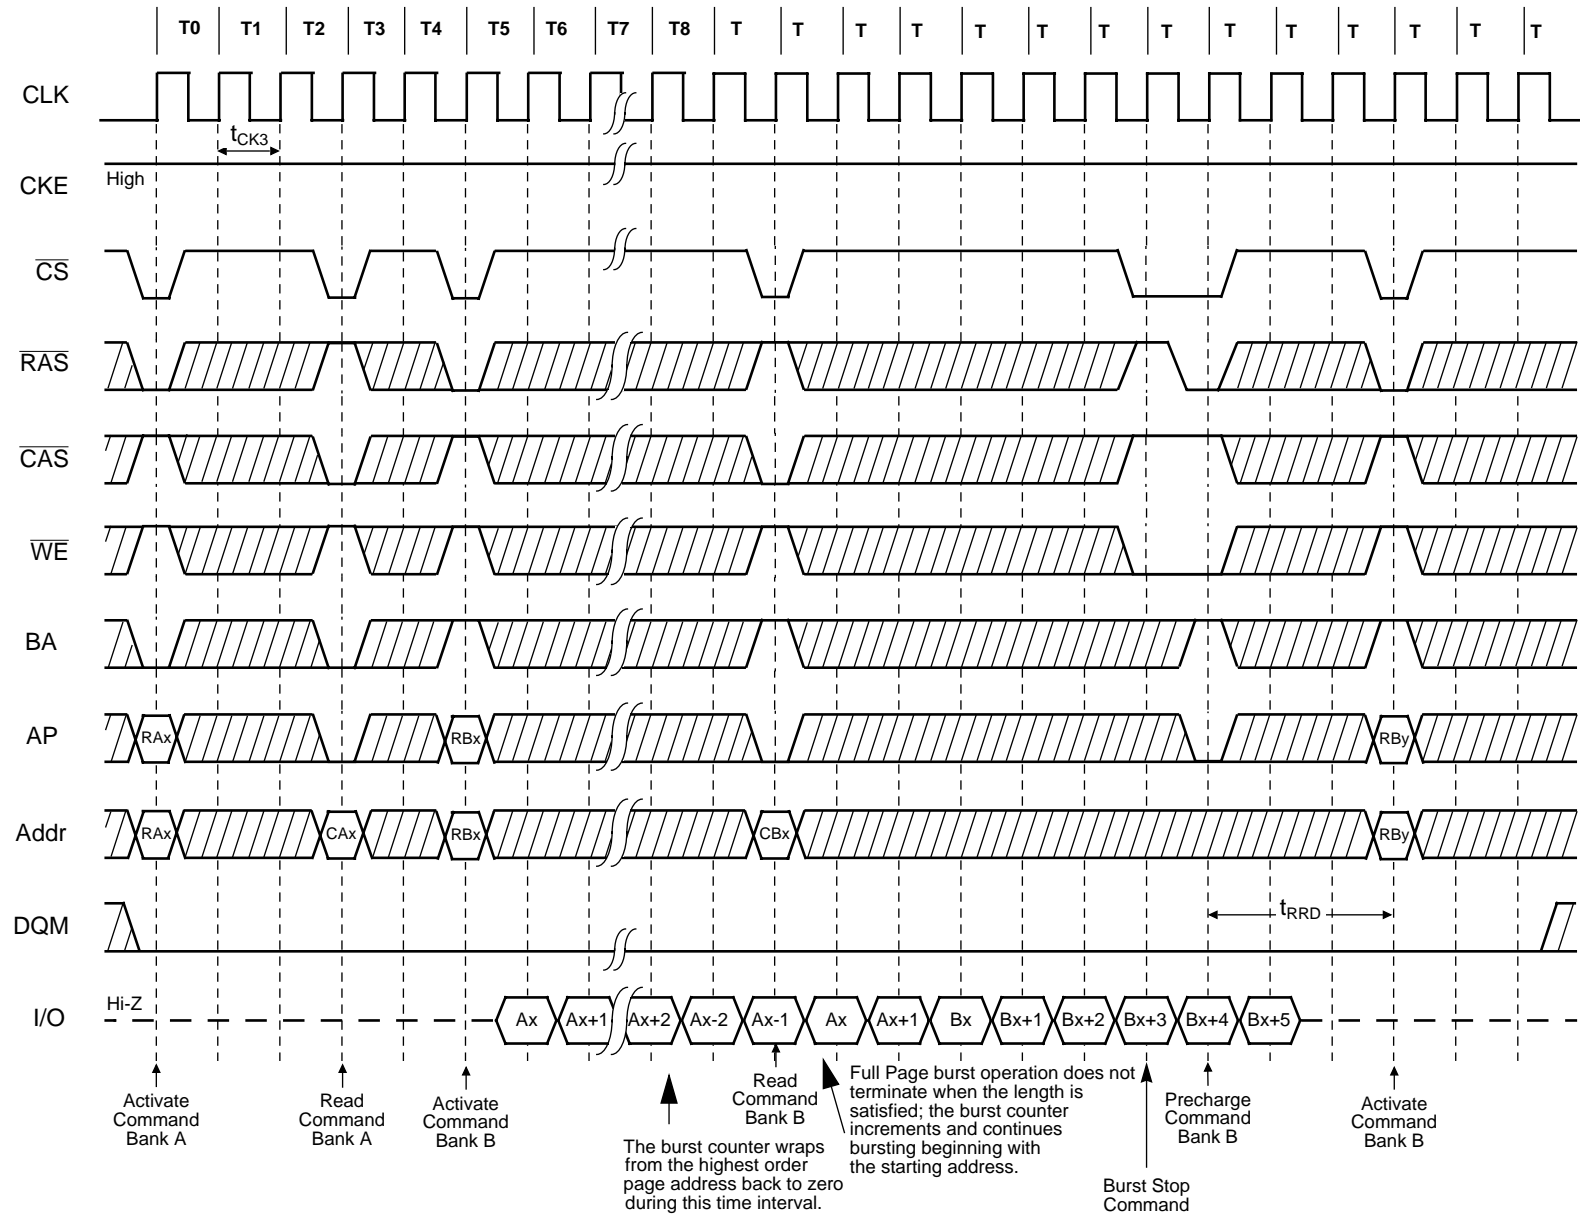 T0 T1 T2 T3 T4 T5 T6 T7 T8 T T T T T T T T T T T T T T
CLK
tCK3
CKE
High
CS
RAS
CAS
WE
BA
AP
RAx RBx RBy
Addr
RAx CAx RBx CBx RBy
DQM
tRRD
I/O
Hi-Z
Ax Ax+1 Ax+2 Ax-2 Ax-1 Ax Ax+1 Bx Bx+1 Bx+2 Bx+3 Bx+4 Bx+5
Activate
Command
Bank A
Read
Command
Bank A
Activate
Command
Bank B
The burst counter wraps
from the highest order
page address back to zero
during this time interval.
Read
Command
Bank B
Full Page burst operation does not
terminate when the length is
satisfied; the burst counter
increments and continues
bursting beginning with
the starting address.
Burst Stop
Command
Precharge
Command
Bank B
Activate
Command
Bank B